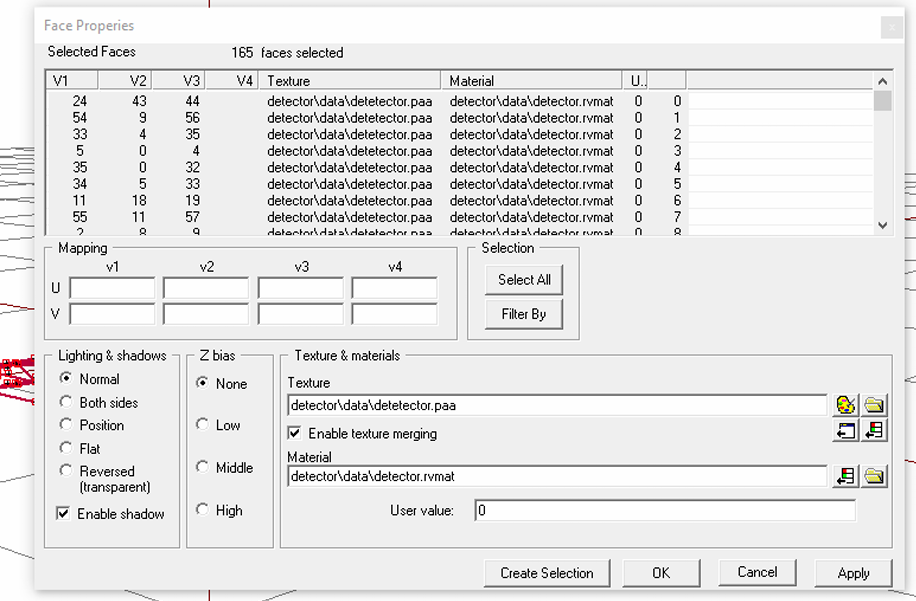 Face Properies
Selected Faces 165 faces selected
V1 V2 V3 V4 Texture Material U..
24 43 44 detector\data\detetector.paa detector\data\detector.rvmat 0 0
54 9 56 detector\data\detetector.paa detector\data\detector.rvmat 0 1
33 4 35 detector\data\detetector.paa detector\data\detector.rvmat 0 2
5 0 4 detector\data\detetector.paa detector\data\detector.rvmat 0 3
35 0 32 detector\data\detetector.paa detector\data\detector.rvmat 0 4
34 5 33 detector\data\detetector.paa detector\data\detector.rvmat 0 5
11 18 19 detector\data\detetector.paa detector\data\detector.rvmat 0 6
55 11 57 detector\data\detetector.paa detector\data\detector.rvmat 0 7
2 8 9 detector\data\detetector.paa detector\data\detector.rvmat 0 8
Mapping
v1 v2 v3 v4
U
V
Selection
Select All
Filter By
Lighting & shadows
Normal
Both sides
Position
Flat
Reversed
(transparent)
Enable shadow
Z bias
None
Low
Middle
High
Texture & materials
Texture
detector\data\detetector.paa
Enable texture merging
Material
detector\data\detector.rvmat
User value: 0
Create Selection OK Cancel Apply